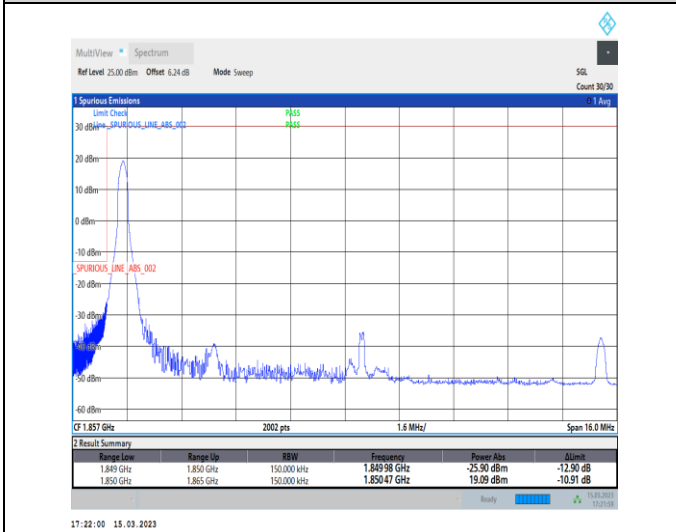 MultiView Spectrum
Ref Level 25.00 dBm Offset 6.24 dB Mode Sweep SGL
Count 30/30
1 Spurious Emissions 1 Avg
Limit Check PASS
Line _SPURIOUS_LINE_ABS_002 PASS
30 dBm
20 dBm
10 dBm
0 dBm
-10 dBm
_SPURIOUS_LINE_ABS_002
-20 dBm
-30 dBm
-40 dBm
-50 dBm
-60 dBm
CF 1.857 GHz 2002 pts 1.6 MHz/ Span 16.0 MHz
2 Result Summary
Range Low Range Up RBW Frequency Power Abs ΔLimit
1.849 GHz 1.850 GHz 150.000 kHz 1.84998 GHz -25.90 dBm -12.90 dB
1.850 GHz 1.865 GHz 150.000 kHz 1.85047 GHz 19.09 dBm -10.91 dB
Ready 15.03.2023
17:21:59
17:22:00 15.03.2023